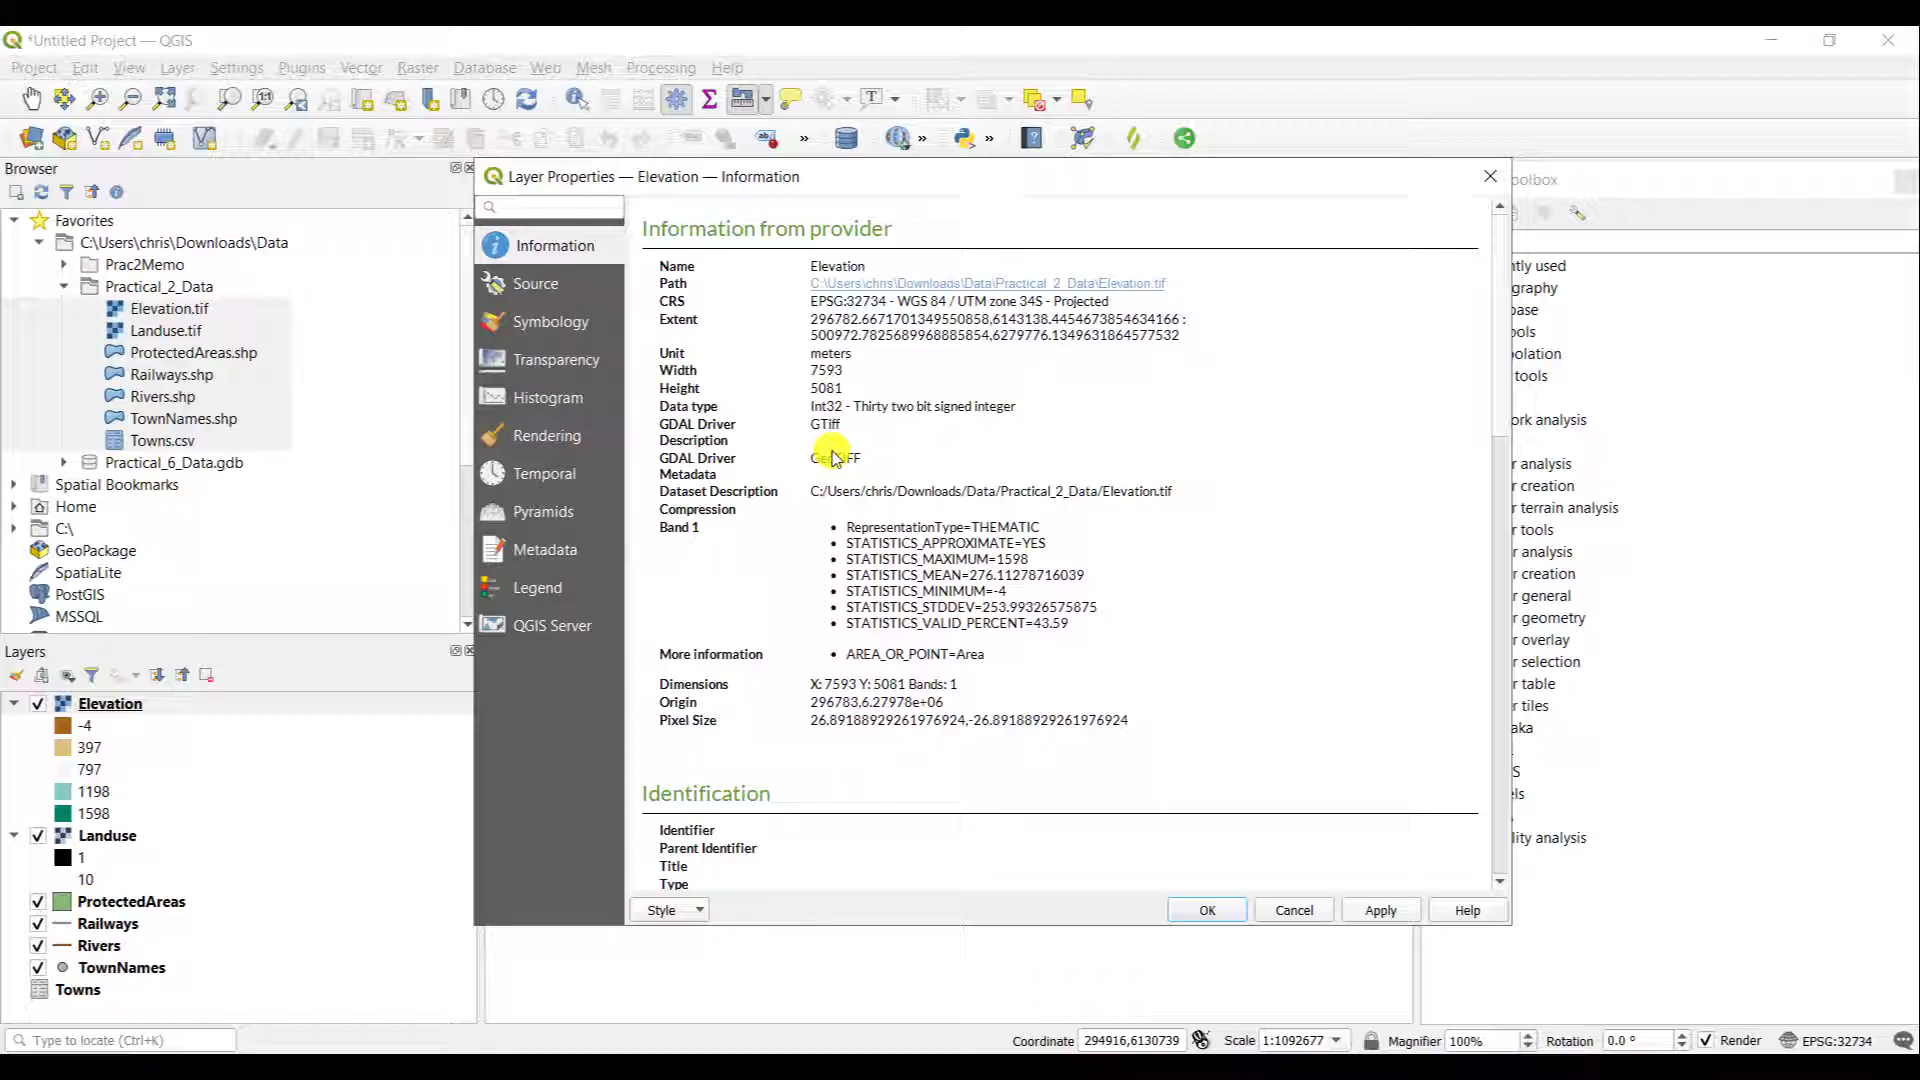 *Untitled Project — QGIS
Project Edit View Layer Settings Plugins Vector Raster Database Web Mesh Processing Help
Browser
Favorites
C:\Users\chris\Downloads\Data
Prac2Memo
Practical_2_Data
Elevation.tif
Landuse.tif
ProtectedAreas.shp
Railways.shp
Rivers.shp
TownNames.shp
Towns.csv
Practical_6_Data.gdb
Spatial Bookmarks
Home
C:\
GeoPackage
SpatiaLite
PostGIS
MSSQL
Layers
Elevation
-4
397
797
1198
1598
Landuse
1
10
ProtectedAreas
Railways
Rivers
TownNames
Towns
Layer Properties — Elevation — Information
Information
Source
Symbology
Transparency
Histogram
Rendering
Temporal
Pyramids
Metadata
Legend
QGIS Server
Information from provider
Name Elevation
Path C:\Users\chris\Downloads\Data\Practical_2_Data\Elevation.tif
CRS EPSG:32734 - WGS 84 / UTM zone 34S - Projected
Extent 296782.6671701349550858,6143138.4454673854634166 :
500972.7825689968885854,6279776.1349631864577532
Unit meters
Width 7593
Height 5081
Data type Int32 - Thirty two bit signed integer
GDAL Driver GTiff
Description
GDAL Driver GeoTIFF
Metadata
Dataset Description C:/Users/chris/Downloads/Data/Practical_2_Data/Elevation.tif
Compression
Band 1
• RepresentationType=THEMATIC
• STATISTICS_APPROXIMATE=YES
• STATISTICS_MAXIMUM=1598
• STATISTICS_MEAN=276.11278716039
• STATISTICS_MINIMUM=-4
• STATISTICS_STDDEV=253.99326575875
• STATISTICS_VALID_PERCENT=43.59
More information • AREA_OR_POINT=Area
Dimensions X: 7593 Y: 5081 Bands: 1
Origin 296783,6.27978e+06
Pixel Size 26.89188929261976924,-26.89188929261976924
Identification
Identifier
Parent Identifier
Title
Type
Style OK Cancel Apply Help
oolbox
ntly used
ography
base
ols
polation
tools
ork analysis
r analysis
r creation
r terrain analysis
r tools
r analysis
r creation
r general
r geometry
r overlay
r selection
r table
r tiles
aka
S
els
lity analysis
Type to locate (Ctrl+K) Coordinate 294916,6130739 Scale 1:1092677 Magnifier 100% Rotation 0.0 ° Render EPSG:32734